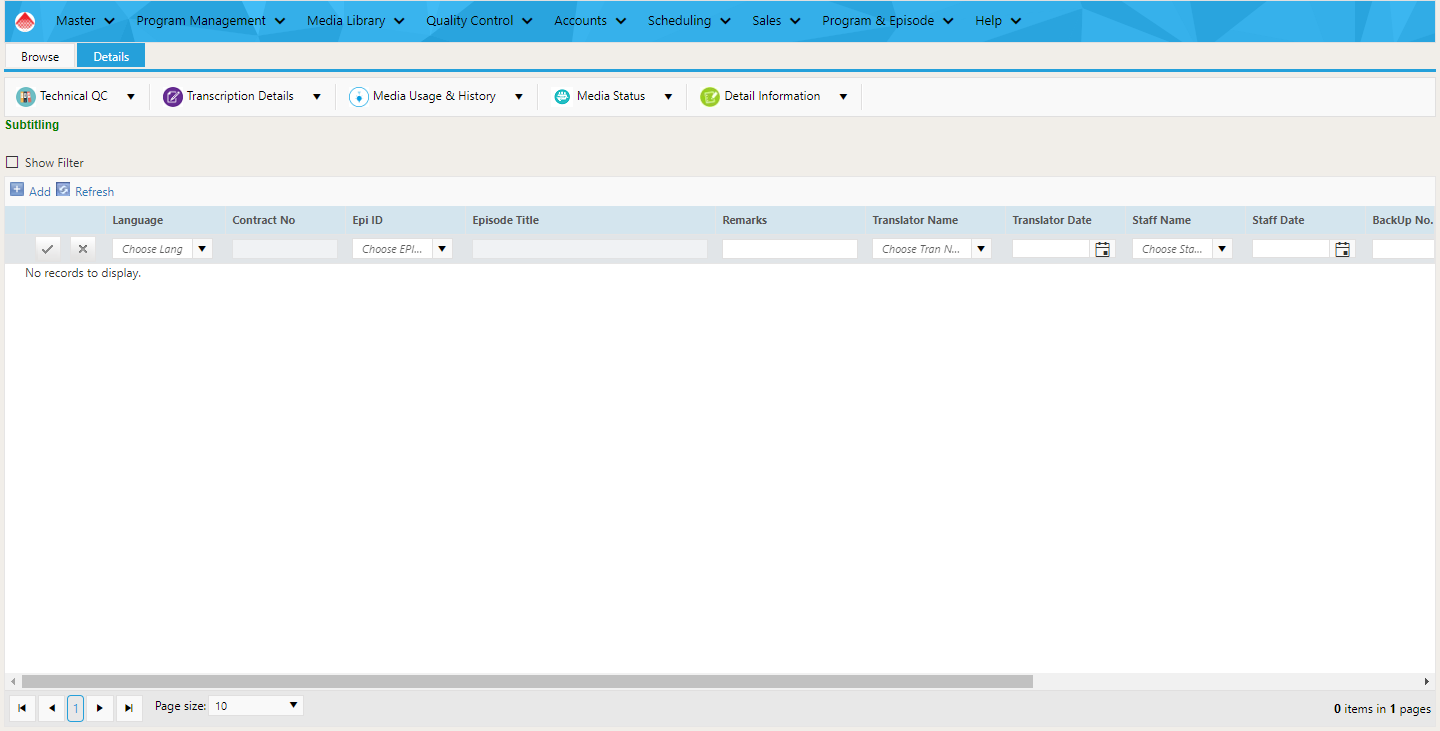 Master Program Management Media Library Quality Control Accounts Scheduling Sales Program & Episode Help
Browse Details
Technical QC Transcription Details Media Usage & History Media Status Detail Information
Subtitling
Show Filter
Add Refresh
Language Contract No Epi ID Episode Title Remarks Translator Name Translator Date Staff Name Staff Date BackUp No.
Choose Lang Choose EPI... Choose Tran N... Choose Sta...
No records to display.
1 Page size: 10 0 items in 1 pages